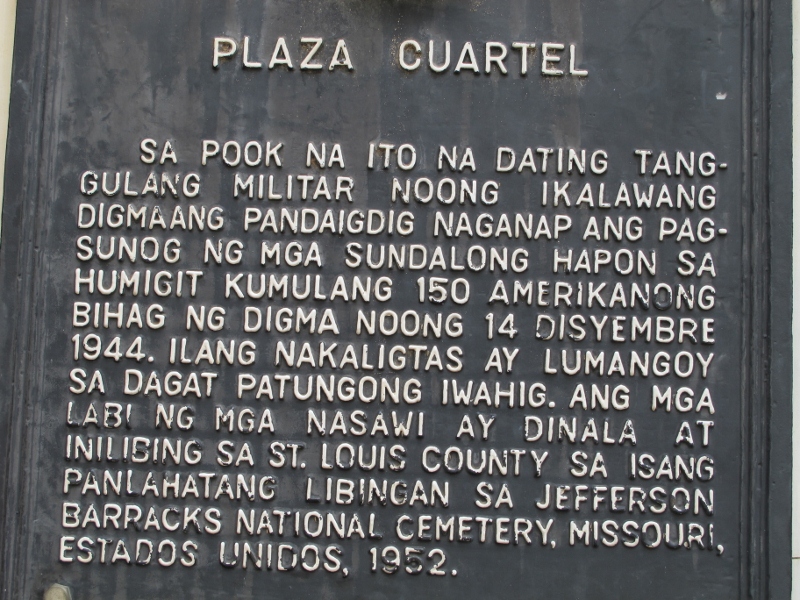 PLAZA CUARTEL
SA POOK NA ITO NA DATING TANG-
GULANG MILITAR NOONG IKALAWANG
DIGMAANG PANDAIGDIG NAGANAP ANG PAG-
SUNOG NG MGA SUNDALONG HAPON SA
HUMIGIT KUMULANG 150 AMERIKANONG
BIHAG NG DIGMA NOONG 14 DISYEMBRE
1944. ILANG NAKALIGTAS AY LUMANGOY
SA DAGAT PATUNGONG IWAHIG. ANG MGA
LABI NG MGA NASAWI AY DINALA AT
INILIBING SA ST. LOUIS COUNTY SA ISANG
PANLAHATANG LIBINGAN SA JEFFERSON
BARRACKS NATIONAL CEMETERY, MISSOURI,
ESTADOS UNIDOS, 1952.